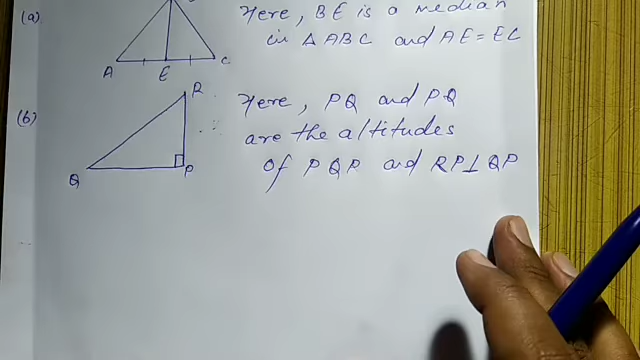 (a)
Here, BE is a median
in △ ABC and AE = EC
A
E
C
(b)
R
Here, PQ and PQ
are the altitudes
of PQR and RP⊥QP
Q
P